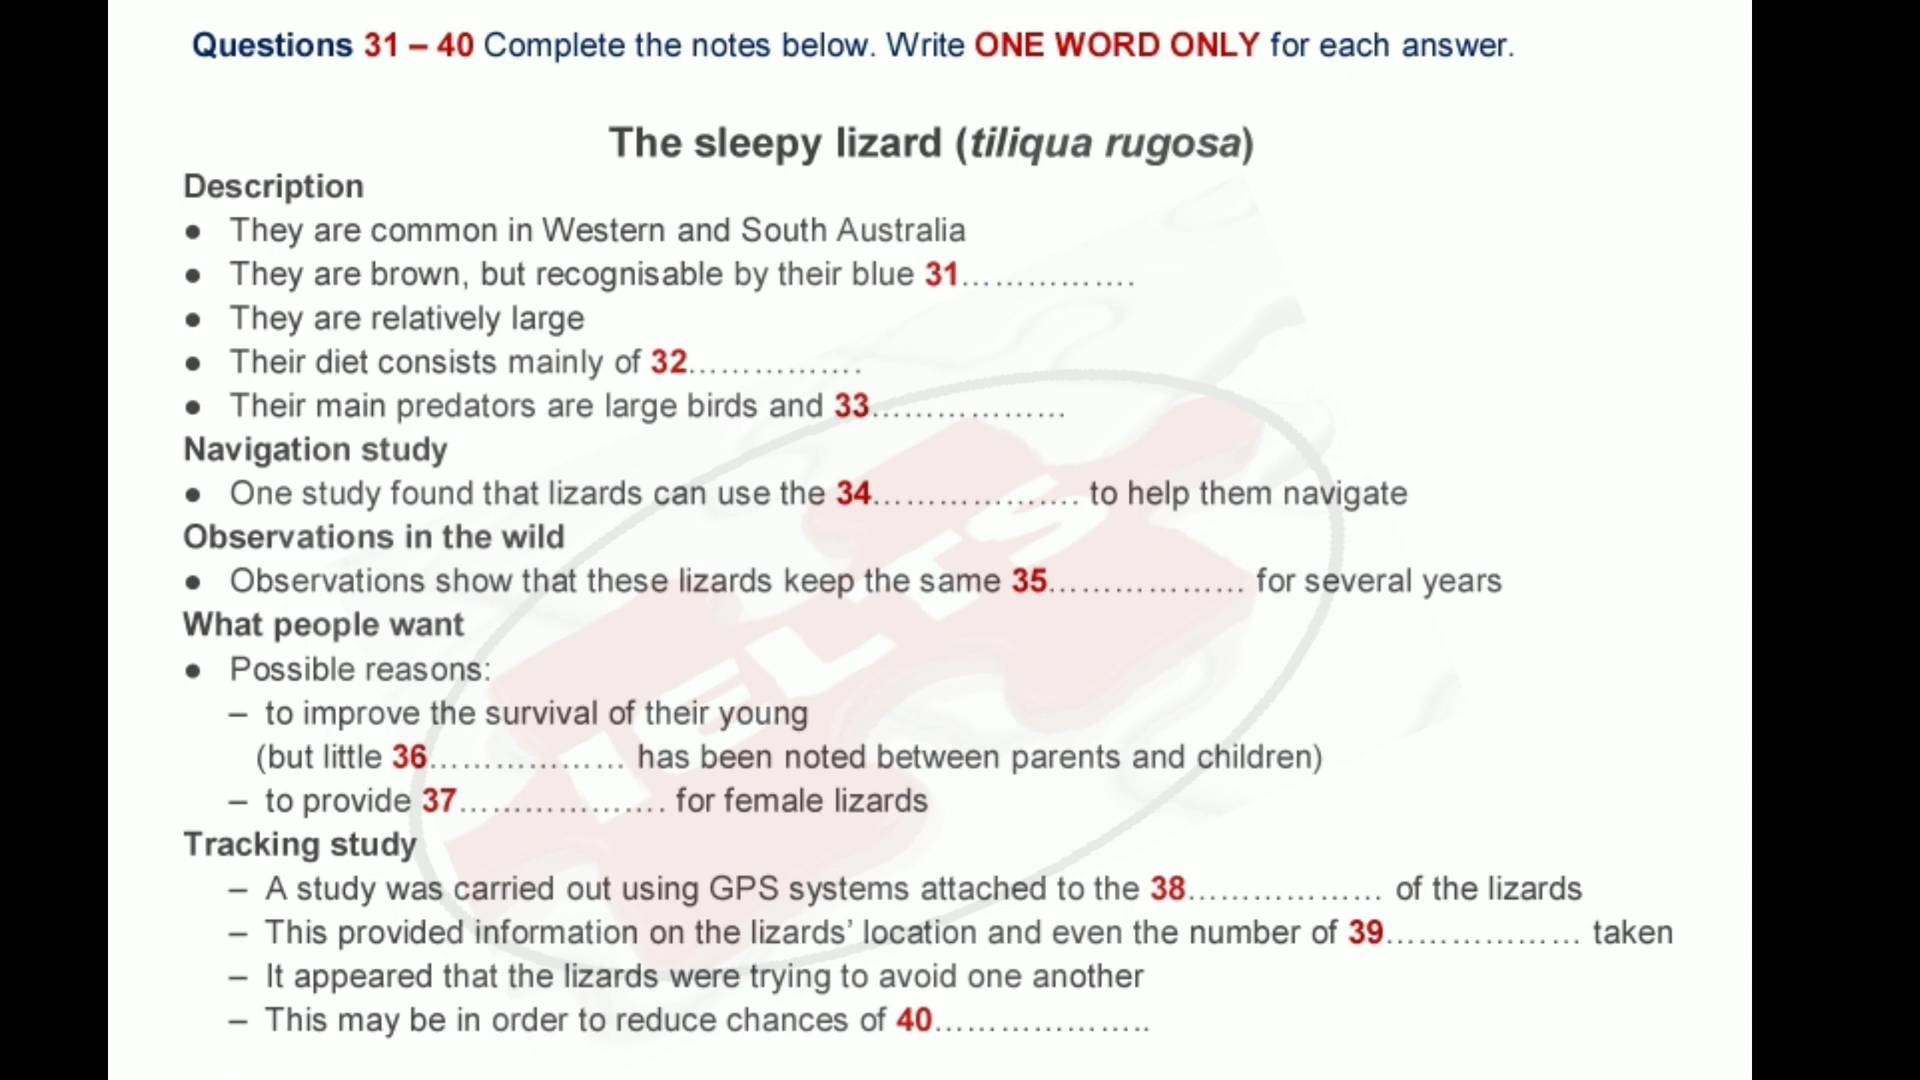 Questions 31 – 40 Complete the notes below. Write ONE WORD ONLY for each answer.
The sleepy lizard (tiliqua rugosa)
Description
● They are common in Western and South Australia
● They are brown, but recognisable by their blue 31…………….
● They are relatively large
● Their diet consists mainly of 32…………….
● Their main predators are large birds and 33………………
Navigation study
● One study found that lizards can use the 34………………. to help them navigate
Observations in the wild
● Observations show that these lizards keep the same 35……………… for several years
What people want
● Possible reasons:
– to improve the survival of their young
(but little 36……………… has been noted between parents and children)
– to provide 37………………. for female lizards
Tracking study
– A study was carried out using GPS systems attached to the 38……………… of the lizards
– This provided information on the lizards’ location and even the number of 39……………… taken
– It appeared that the lizards were trying to avoid one another
– This may be in order to reduce chances of 40………………..
IELTS